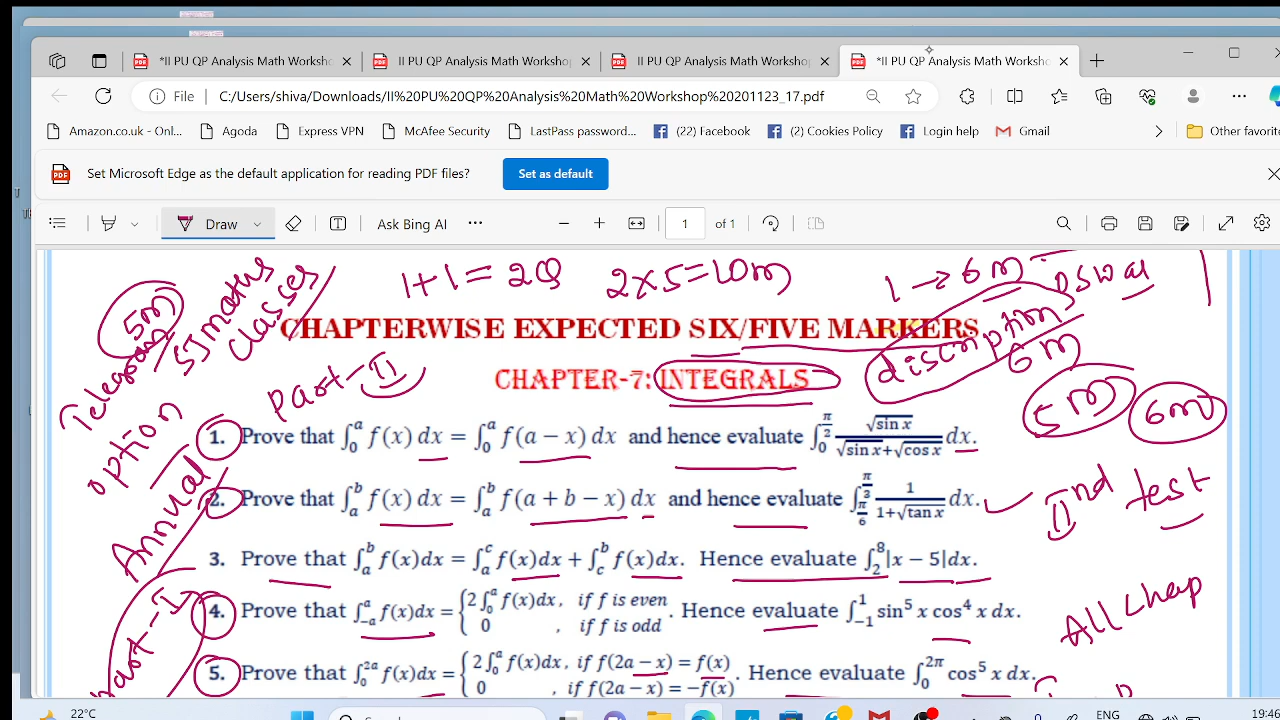 *II PU QP Analysis Math Worksho
II PU QP Analysis Math Workshop
II PU QP Analysis Math Workshop
*II PU QP Analysis Math Worksho
File
C:/Users/shiva/Downloads/II%20PU%20QP%20Analysis%20Math%20Workshop%20201123_17.pdf
Amazon.co.uk - Onl...
Agoda
Express VPN
McAfee Security
LastPass password...
(22) Facebook
(2) Cookies Policy
Login help
Gmail
Other favorite
Set Microsoft Edge as the default application for reading PDF files?
Set as default
Draw
Ask Bing AI
1 of 1
1+1=2Q 2×5=10m 1→6m
5m
Telegram
SJmaths
classes
CHAPTERWISE EXPECTED SIX/FIVE MARKERS
discription
6m
Part-II
CHAPTER-7: INTEGRALS
5m 6m
option
1. Prove that ∫₀ᵃ f(x) dx = ∫₀ᵃ f(a − x) dx and hence evaluate ∫₀^(π/2) √sin x/(√sin x+√cos x) dx.
Annual
2. Prove that ∫ₐᵇ f(x) dx = ∫ₐᵇ f(a + b − x) dx and hence evaluate ∫_(π/6)^(π/3) 1/(1+√tan x) dx.
IInd test
3. Prove that ∫ₐᵇ f(x)dx = ∫ₐᶜ f(x)dx + ∫_c^b f(x)dx. Hence evaluate ∫₂⁸|x − 5|dx.
Part-I
4. Prove that ∫₋ₐᵃ f(x)dx = {2∫₀ᵃ f(x)dx, if f is even
0 , if f is odd. Hence evaluate ∫₋₁¹ sin⁵ x cos⁴ x dx.
All chap
5. Prove that ∫₀²ᵃ f(x)dx = {2∫₀ᵃ f(x)dx, if f(2a − x) = f(x)
0 , if f(2a − x) = −f(x). Hence evaluate ∫₀^(2π) cos⁵ x dx.
22°C
Search
ENG
19:46